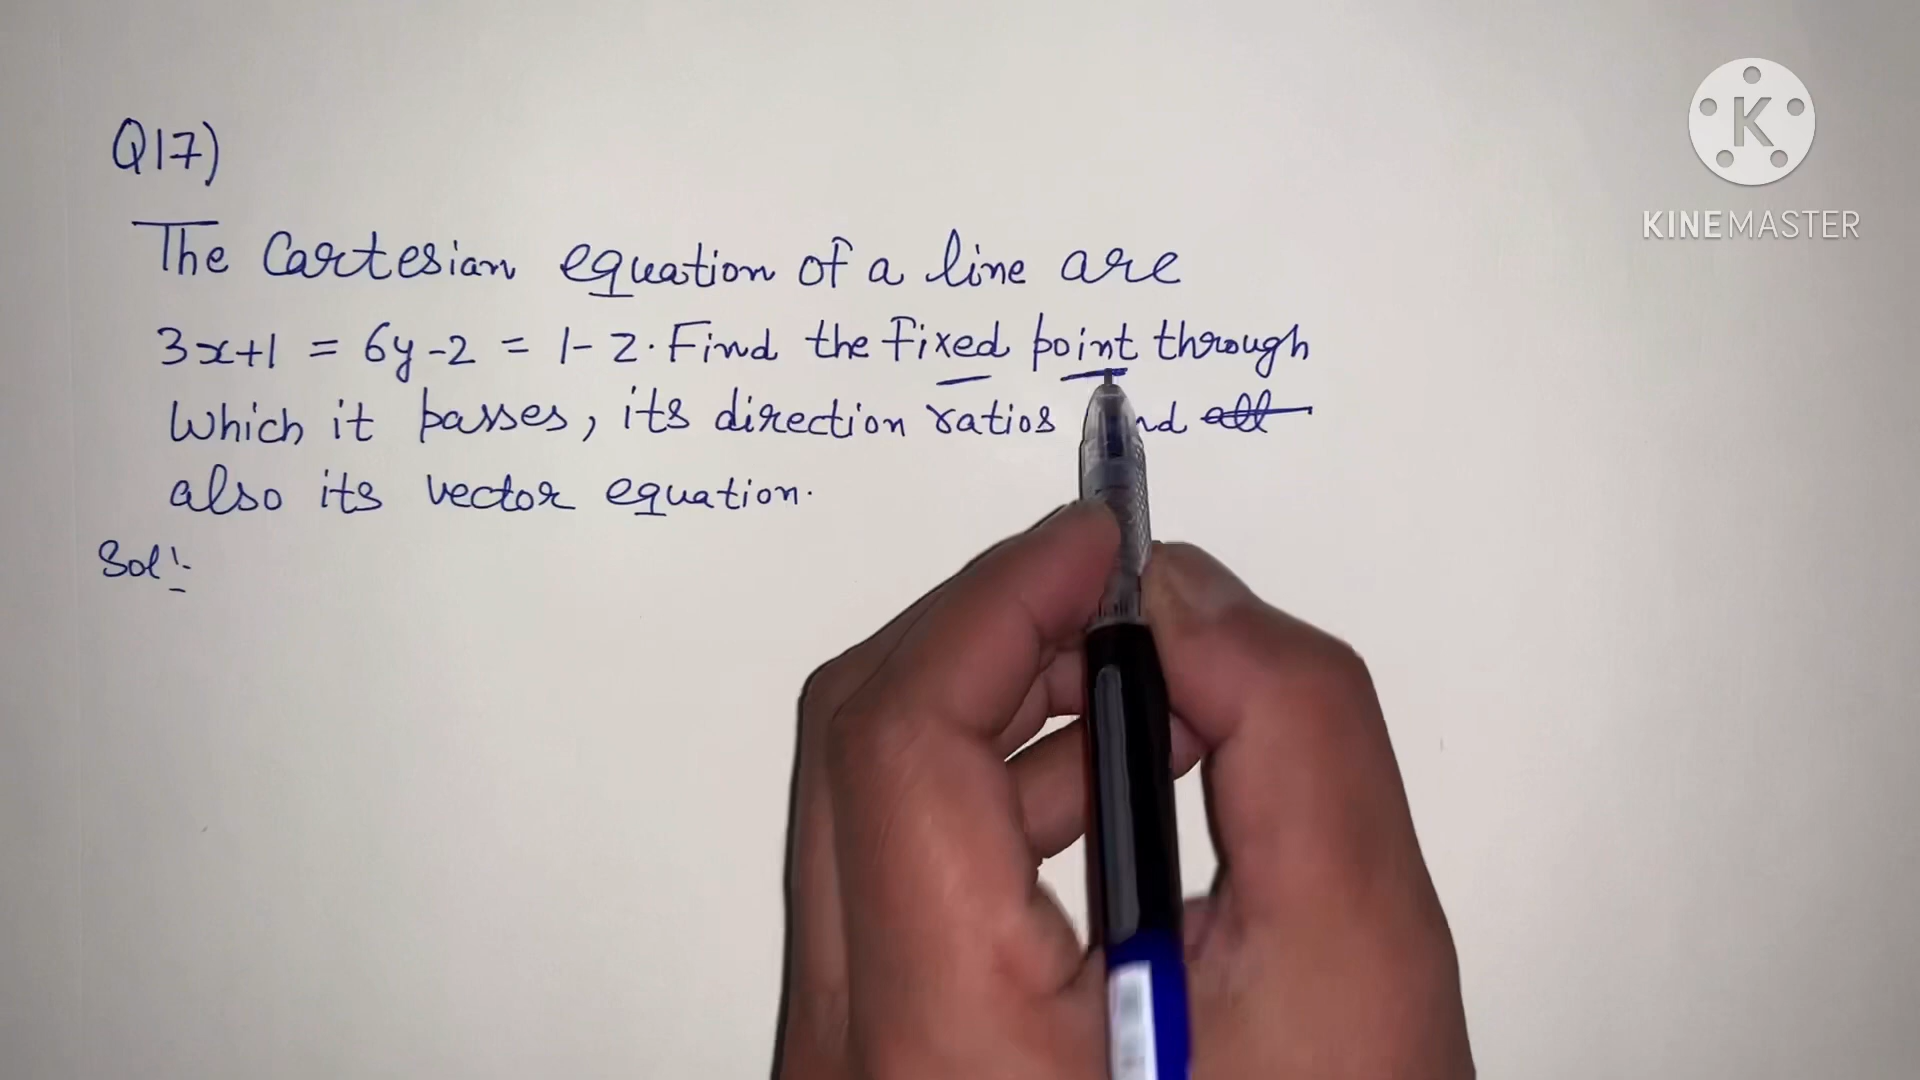 Q17)
The Cartesian equation of a line are
3x+1 = 6y-2 = 1-z. Find the fixed point through
which it passes, its direction ratios all
also its vector equation.
Sol:-
K
KINEMASTER